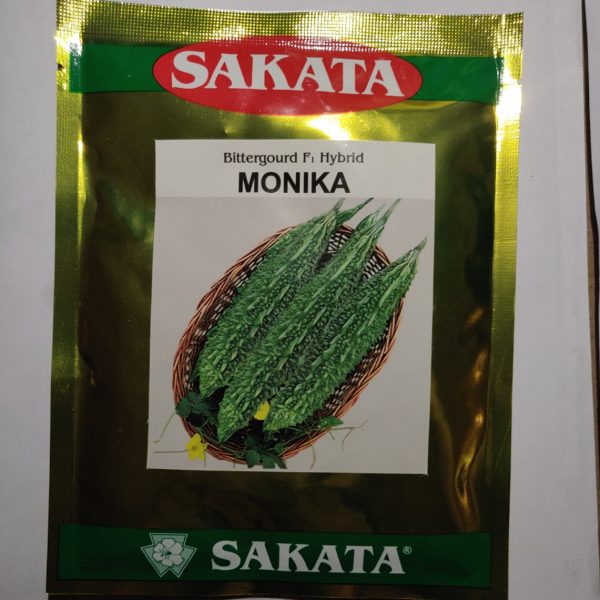 SAKATA
Bittergourd F₁ Hybrid
MONIKA
SAKATA®